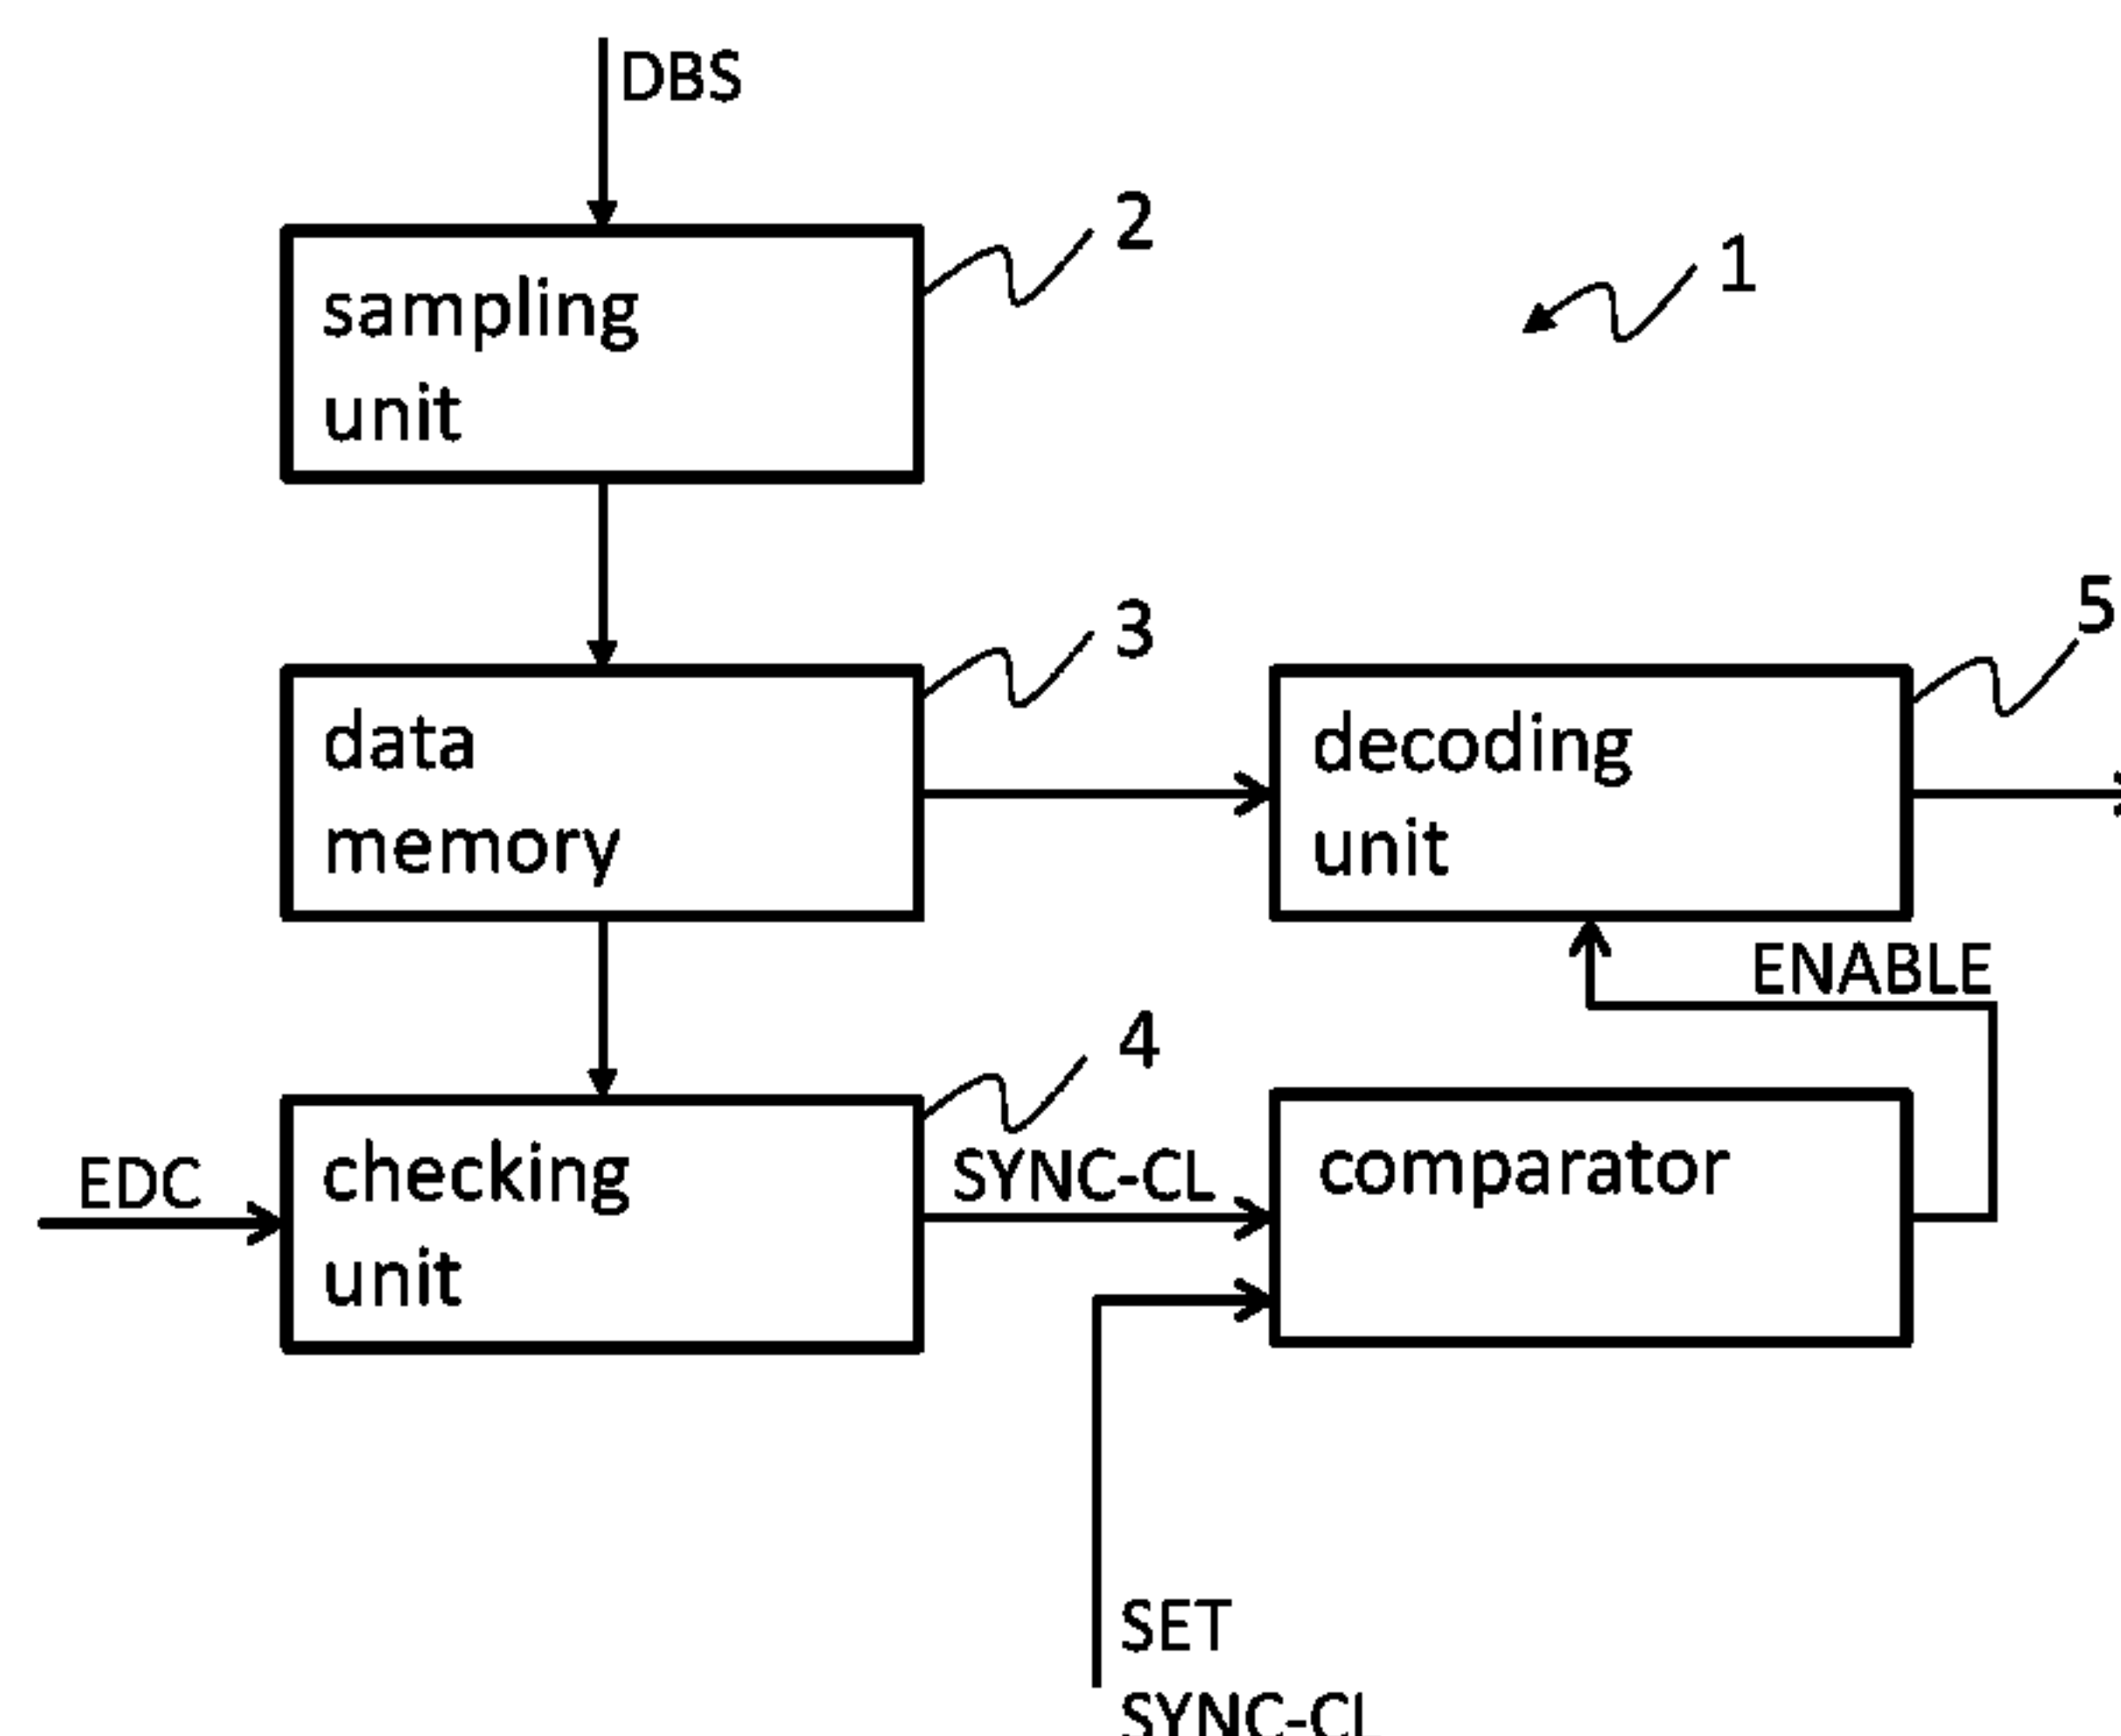 DBS
2
1
sampling
unit
3
5
data
memory
decoding
unit
ENABLE
4
EDC
checking
unit
SYNC-CL
comparator
SET
SYNC-CL